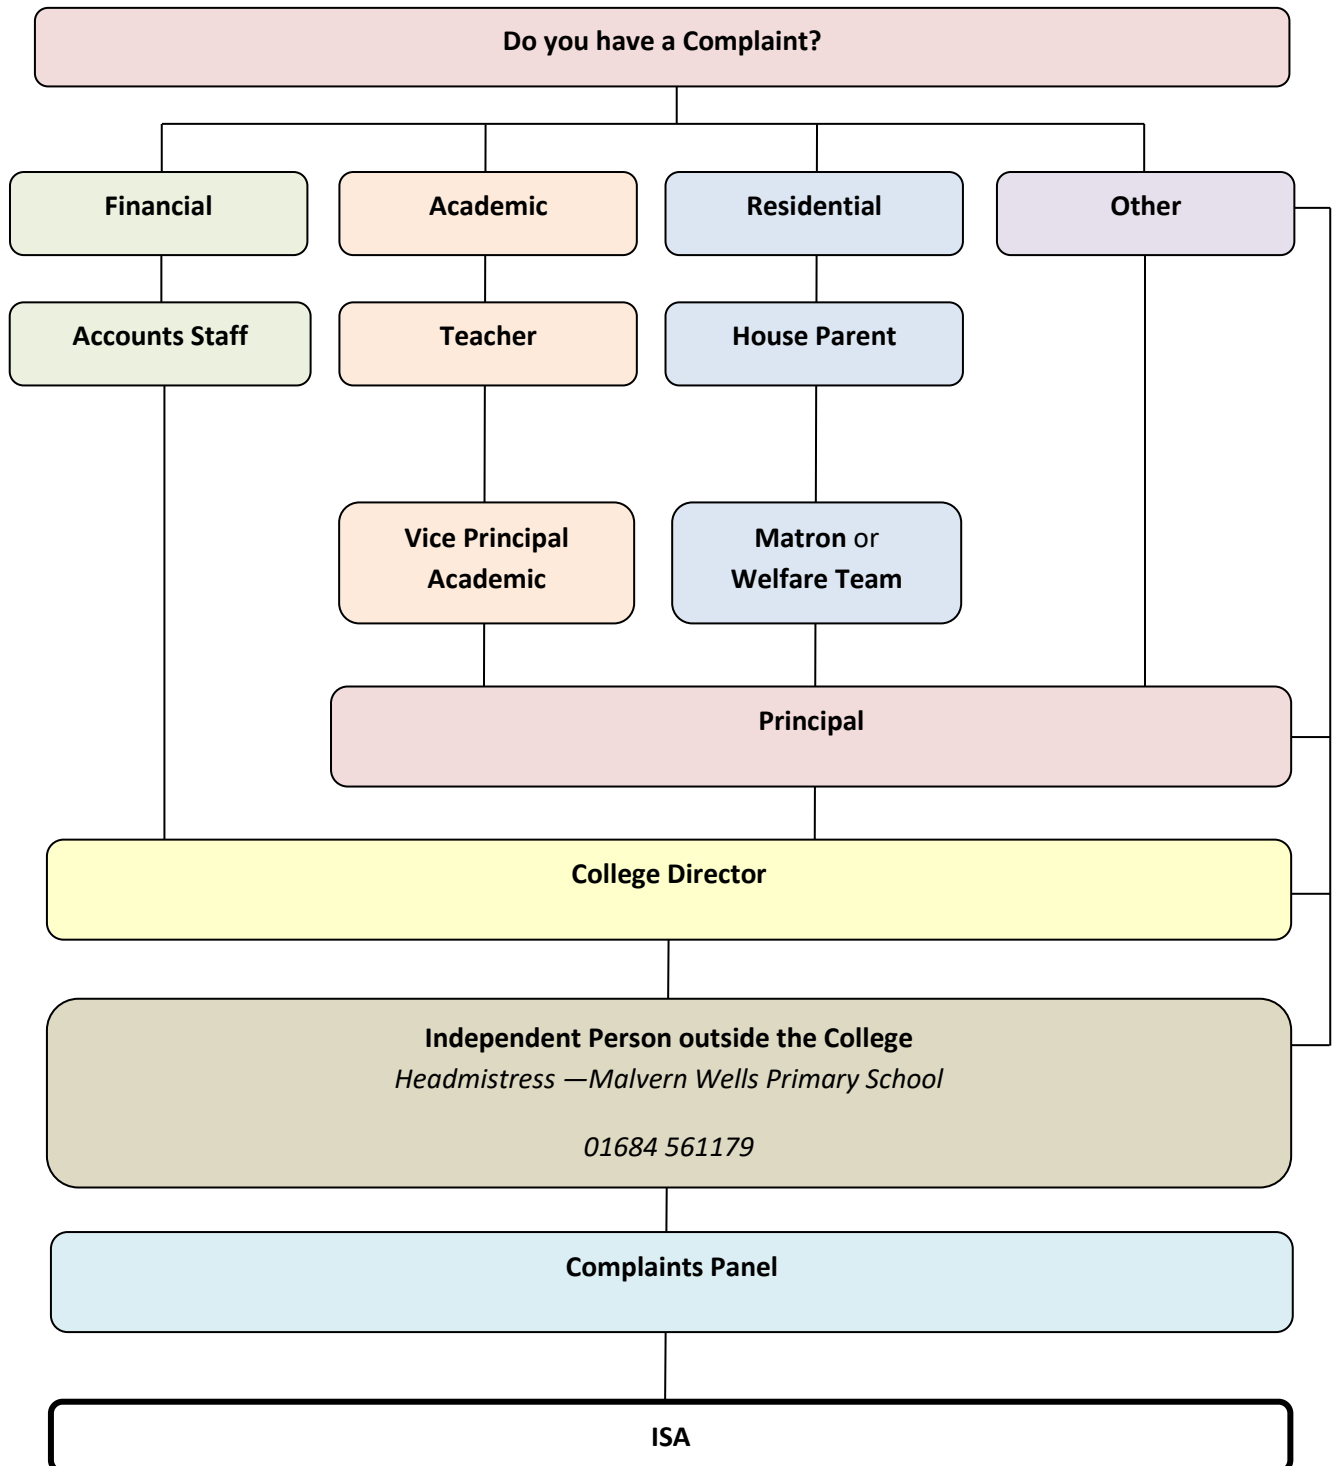 Do you have a Complaint?
Financial
Academic
Residential
Other
Accounts Staff
Teacher
House Parent
Vice Principal
Academic
Matron or
Welfare Team
Principal
College Director
Independent Person outside the College
Headmistress —Malvern Wells Primary School
01684 561179
Complaints Panel
ISA